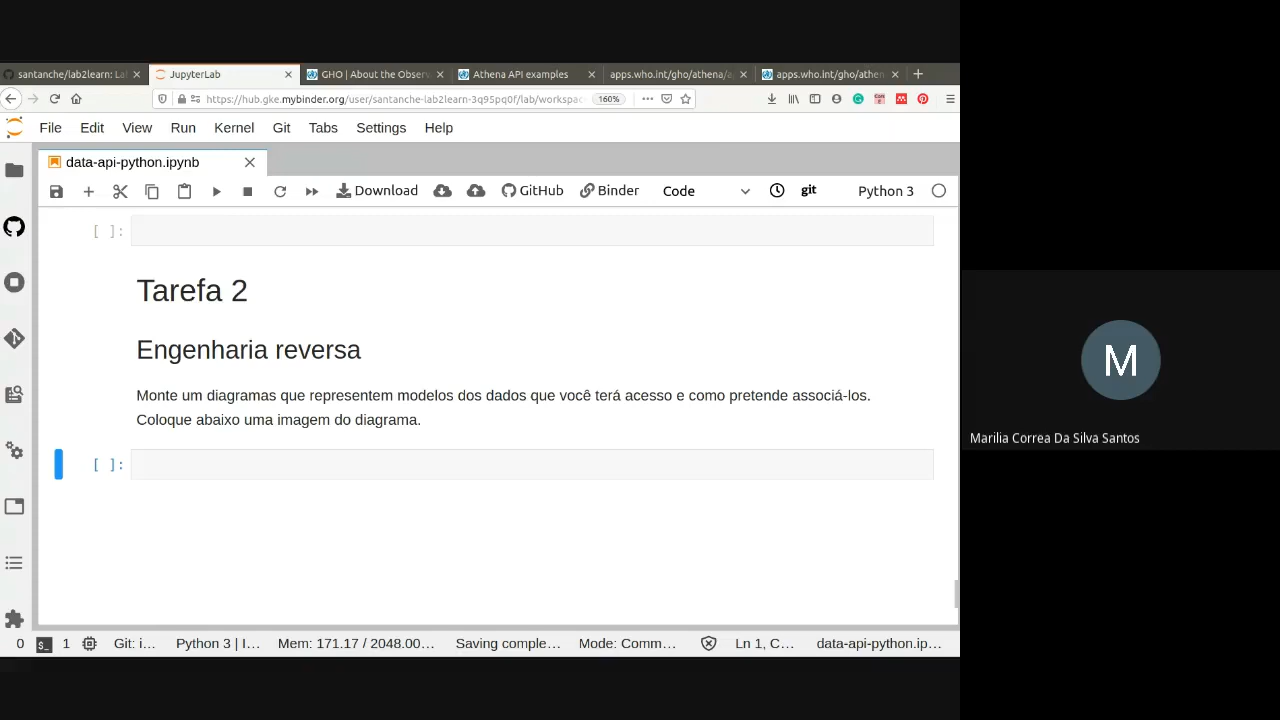 santanche/lab2learn: La
JupyterLab
GHO | About the Observ
Athena API examples
apps.who.int/gho/athena/a
apps.who.int/gho/athen
https://hub.gke.mybinder.org/user/santanche-lab2learn-3q95pq0f/lab/workspac
160%
File Edit View Run Kernel Git Tabs Settings Help
data-api-python.ipynb
Download GitHub Binder Code git Python 3
[ ]:
Tarefa 2
Engenharia reversa
Monte um diagramas que representem modelos dos dados que você terá acesso e como pretende associá-los.
Coloque abaixo uma imagem do diagrama.
[ ]:
0 1 Git: i… Python 3 | I… Mem: 171.17 / 2048.00… Saving comple… Mode: Comm… Ln 1, C… data-api-python.ip…
M
Marilia Correa Da Silva Santos